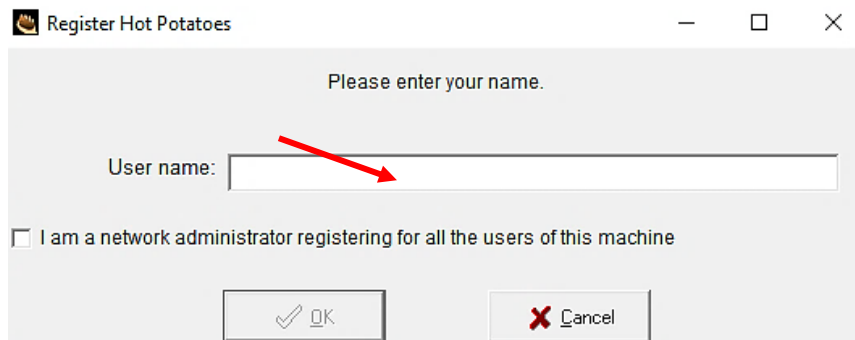 Register Hot Potatoes
Please enter your name.
User name:
I am a network administrator registering for all the users of this machine
OK
Cancel